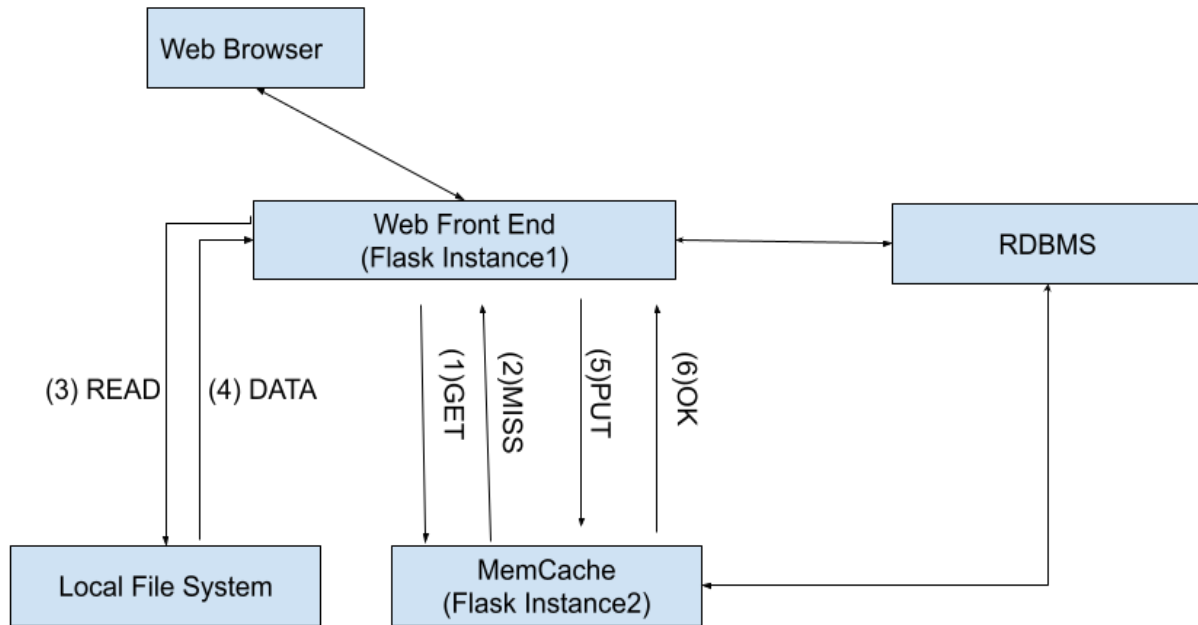 Web Browser
Web Front End
(Flask Instance1)
RDBMS
(3) READ
(4) DATA
(1)GET
(2)MISS
(5)PUT
(6)OK
Local File System
MemCache
(Flask Instance2)